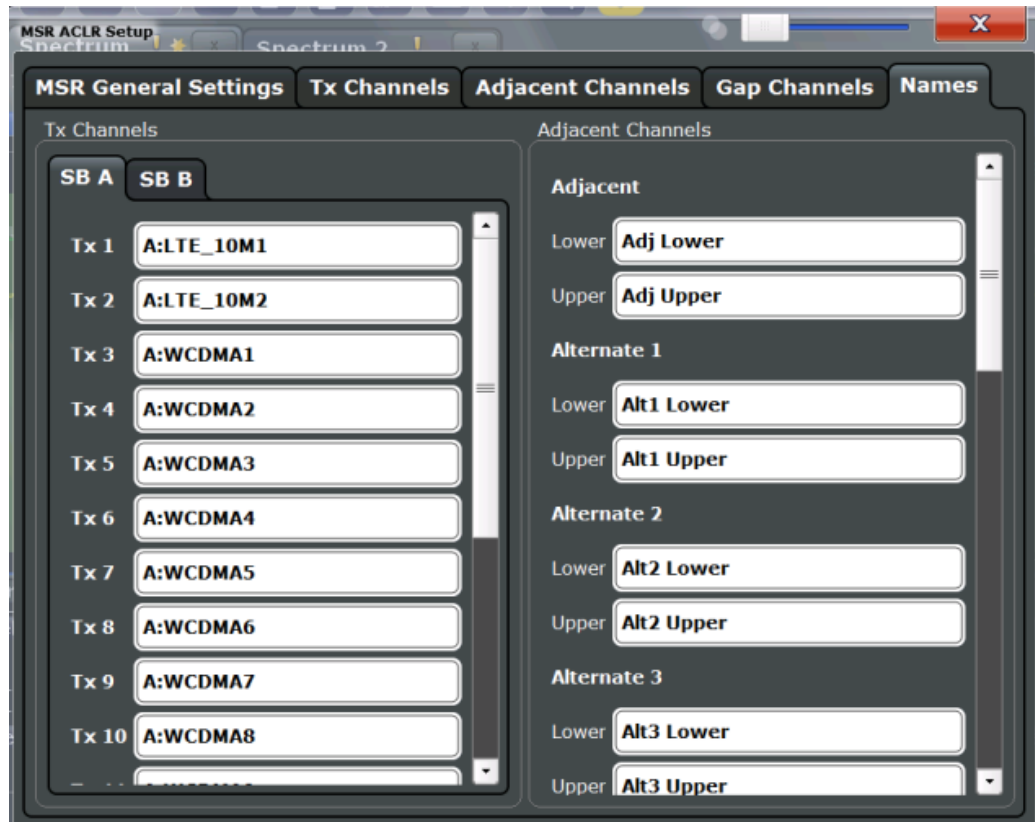 MSR ACLR Setup
Spectrum ! x Spectrum 2 ! x
x
MSR General Settings Tx Channels Adjacent Channels Gap Channels Names
Tx Channels
SB A SB B
Tx 1 A:LTE_10M1
Tx 2 A:LTE_10M2
Tx 3 A:WCDMA1
Tx 4 A:WCDMA2
Tx 5 A:WCDMA3
Tx 6 A:WCDMA4
Tx 7 A:WCDMA5
Tx 8 A:WCDMA6
Tx 9 A:WCDMA7
Tx 10 A:WCDMA8
Adjacent Channels
Adjacent
Lower Adj Lower
Upper Adj Upper
Alternate 1
Lower Alt1 Lower
Upper Alt1 Upper
Alternate 2
Lower Alt2 Lower
Upper Alt2 Upper
Alternate 3
Lower Alt3 Lower
Upper Alt3 Upper